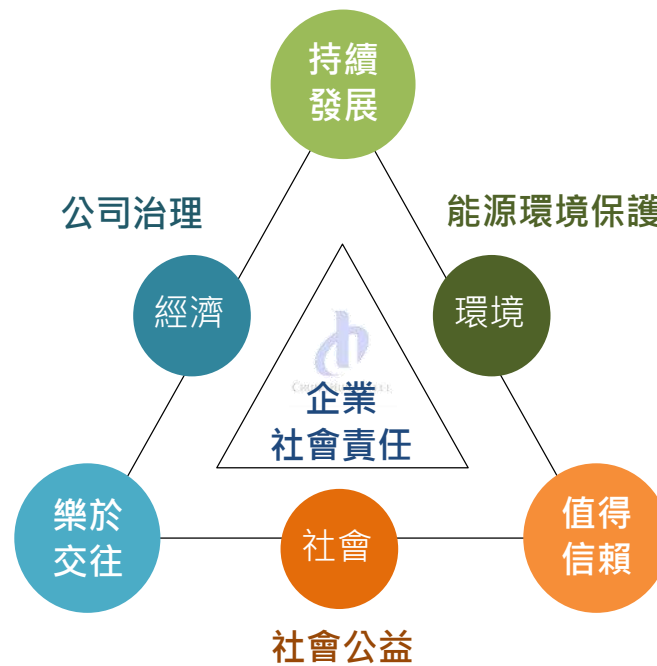 持續
發展
公司治理
能源環境保護
經濟
環境
企業
社會責任
樂於
交往
社會
值得
信賴
社會公益